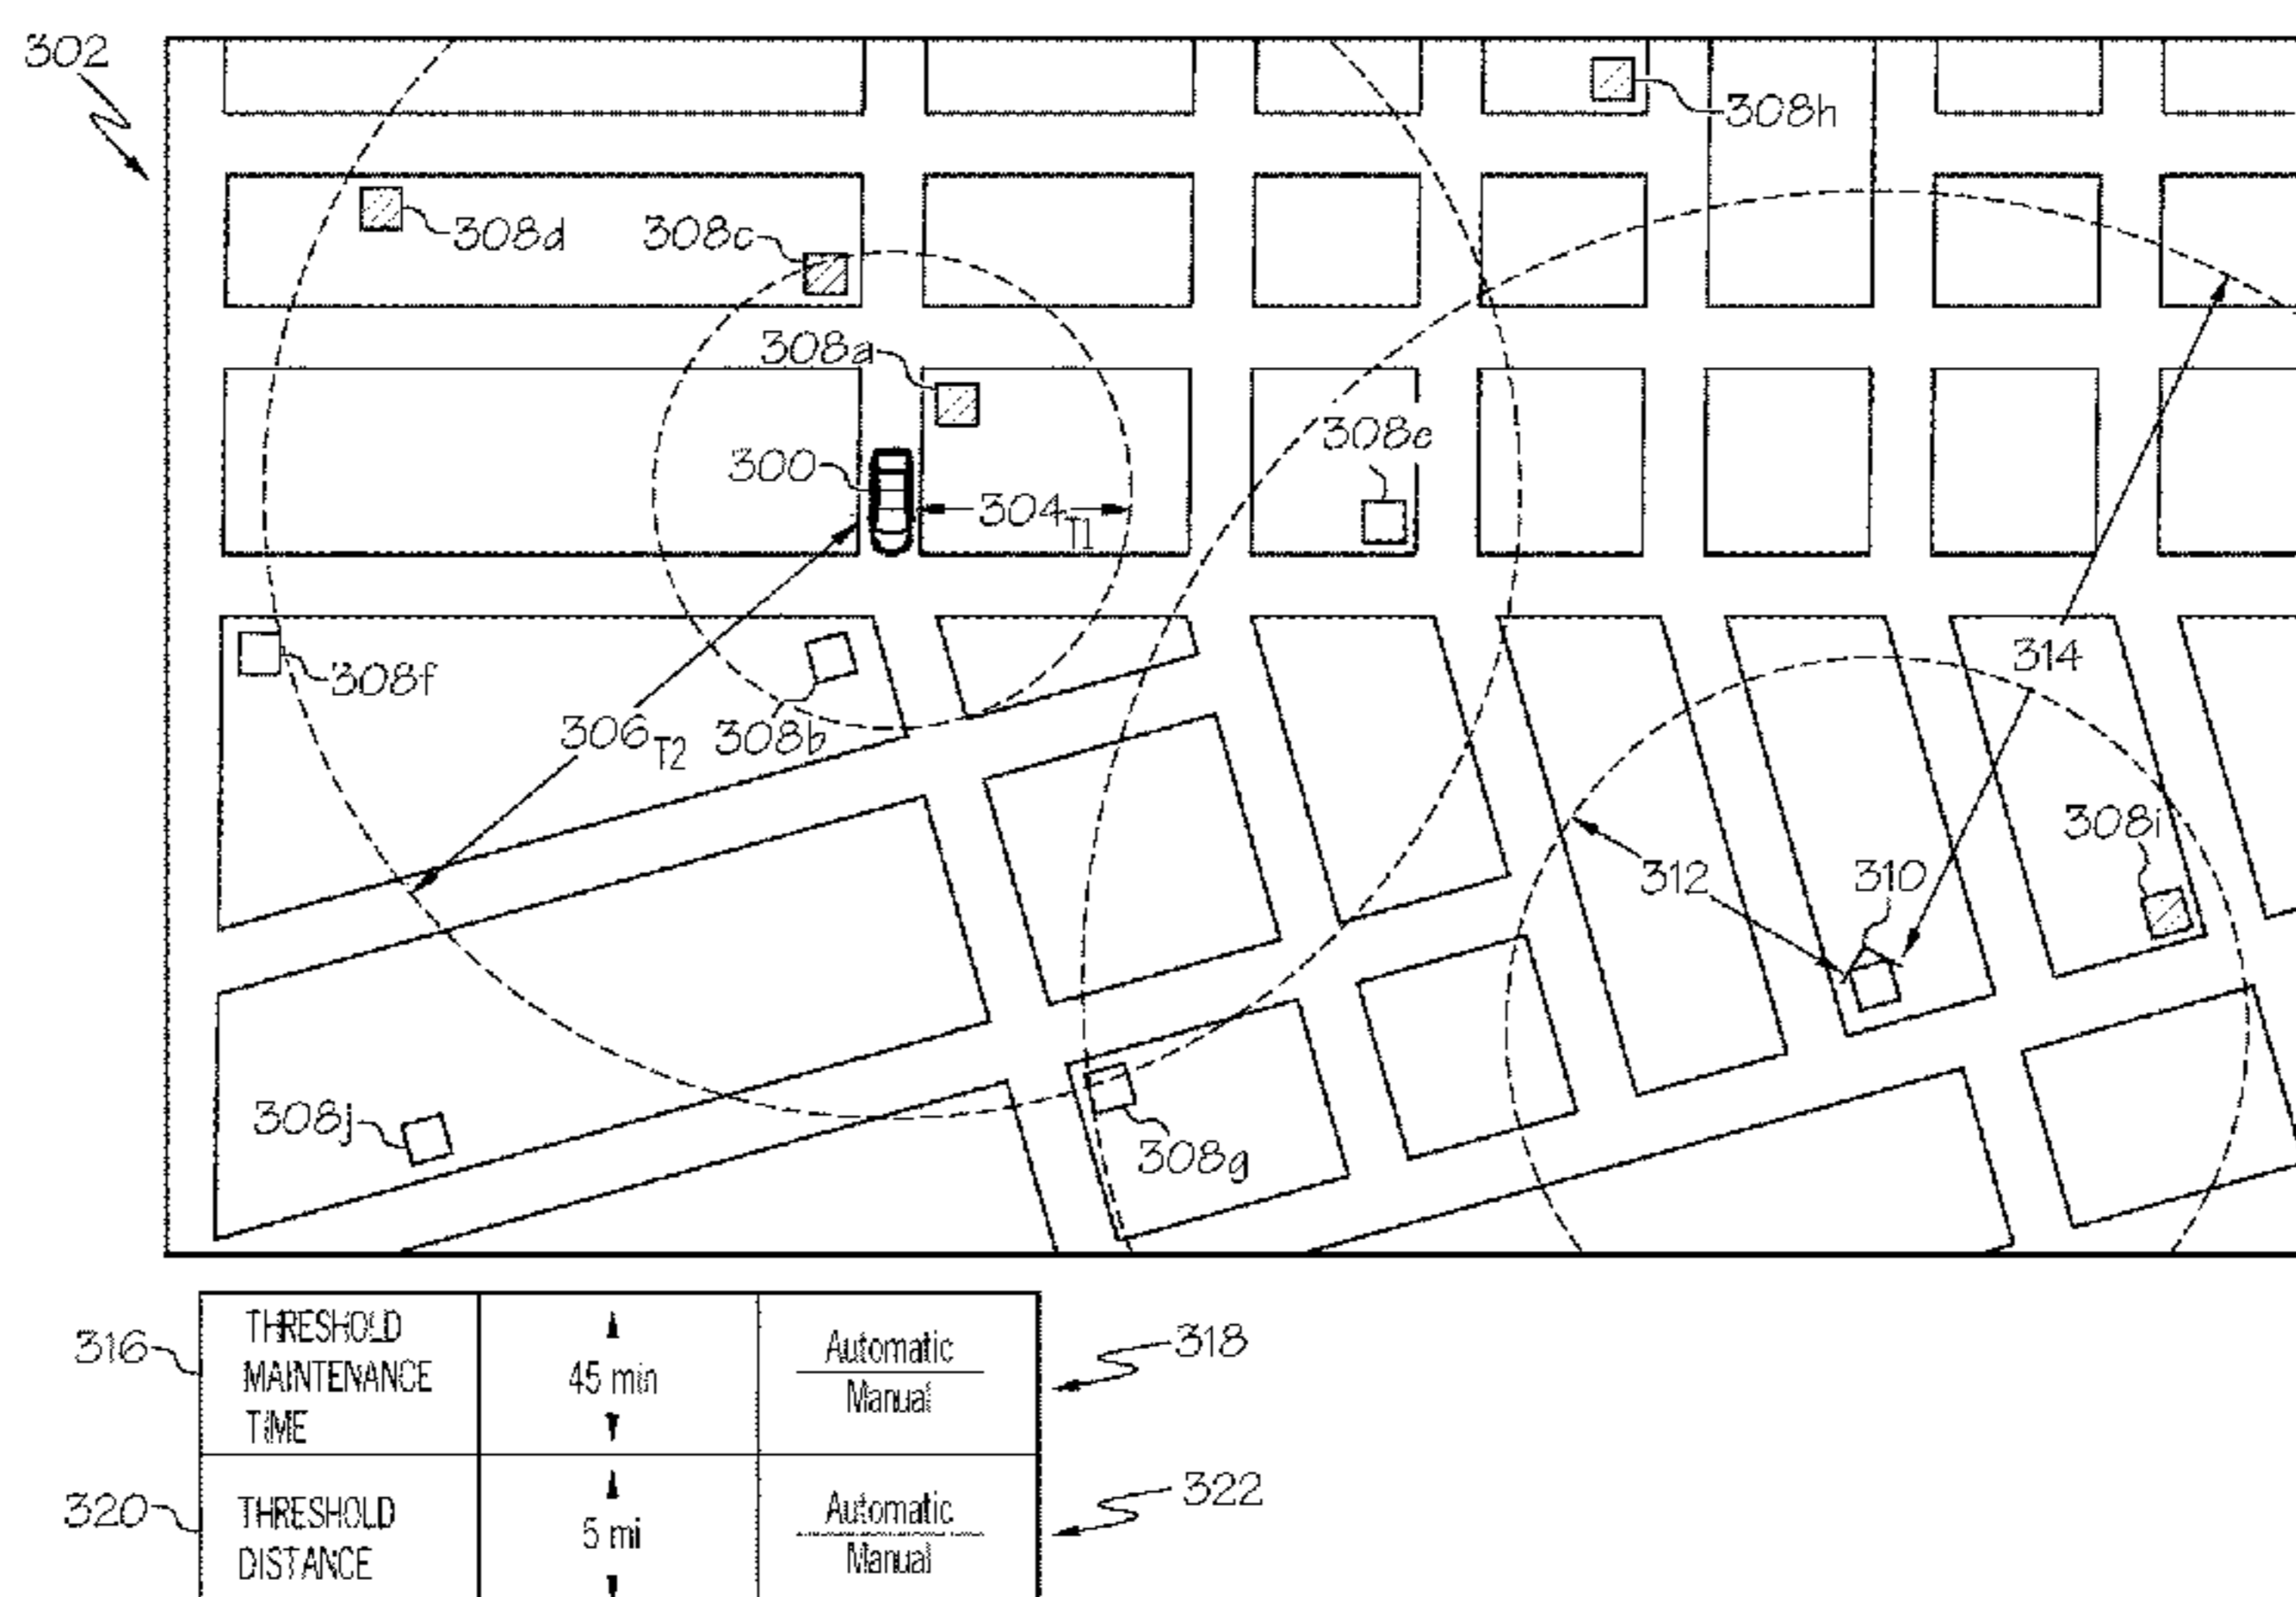 302
308h
308d
308c
308a
308e
300
304T1
314
308f
306T2
308b
308i
312
310
308j
308g
316
THRESHOLD
MAINTENANCE
TIME
45 min
Automatic
Manual
318
320
THRESHOLD
DISTANCE
5 mi
Automatic
Manual
322